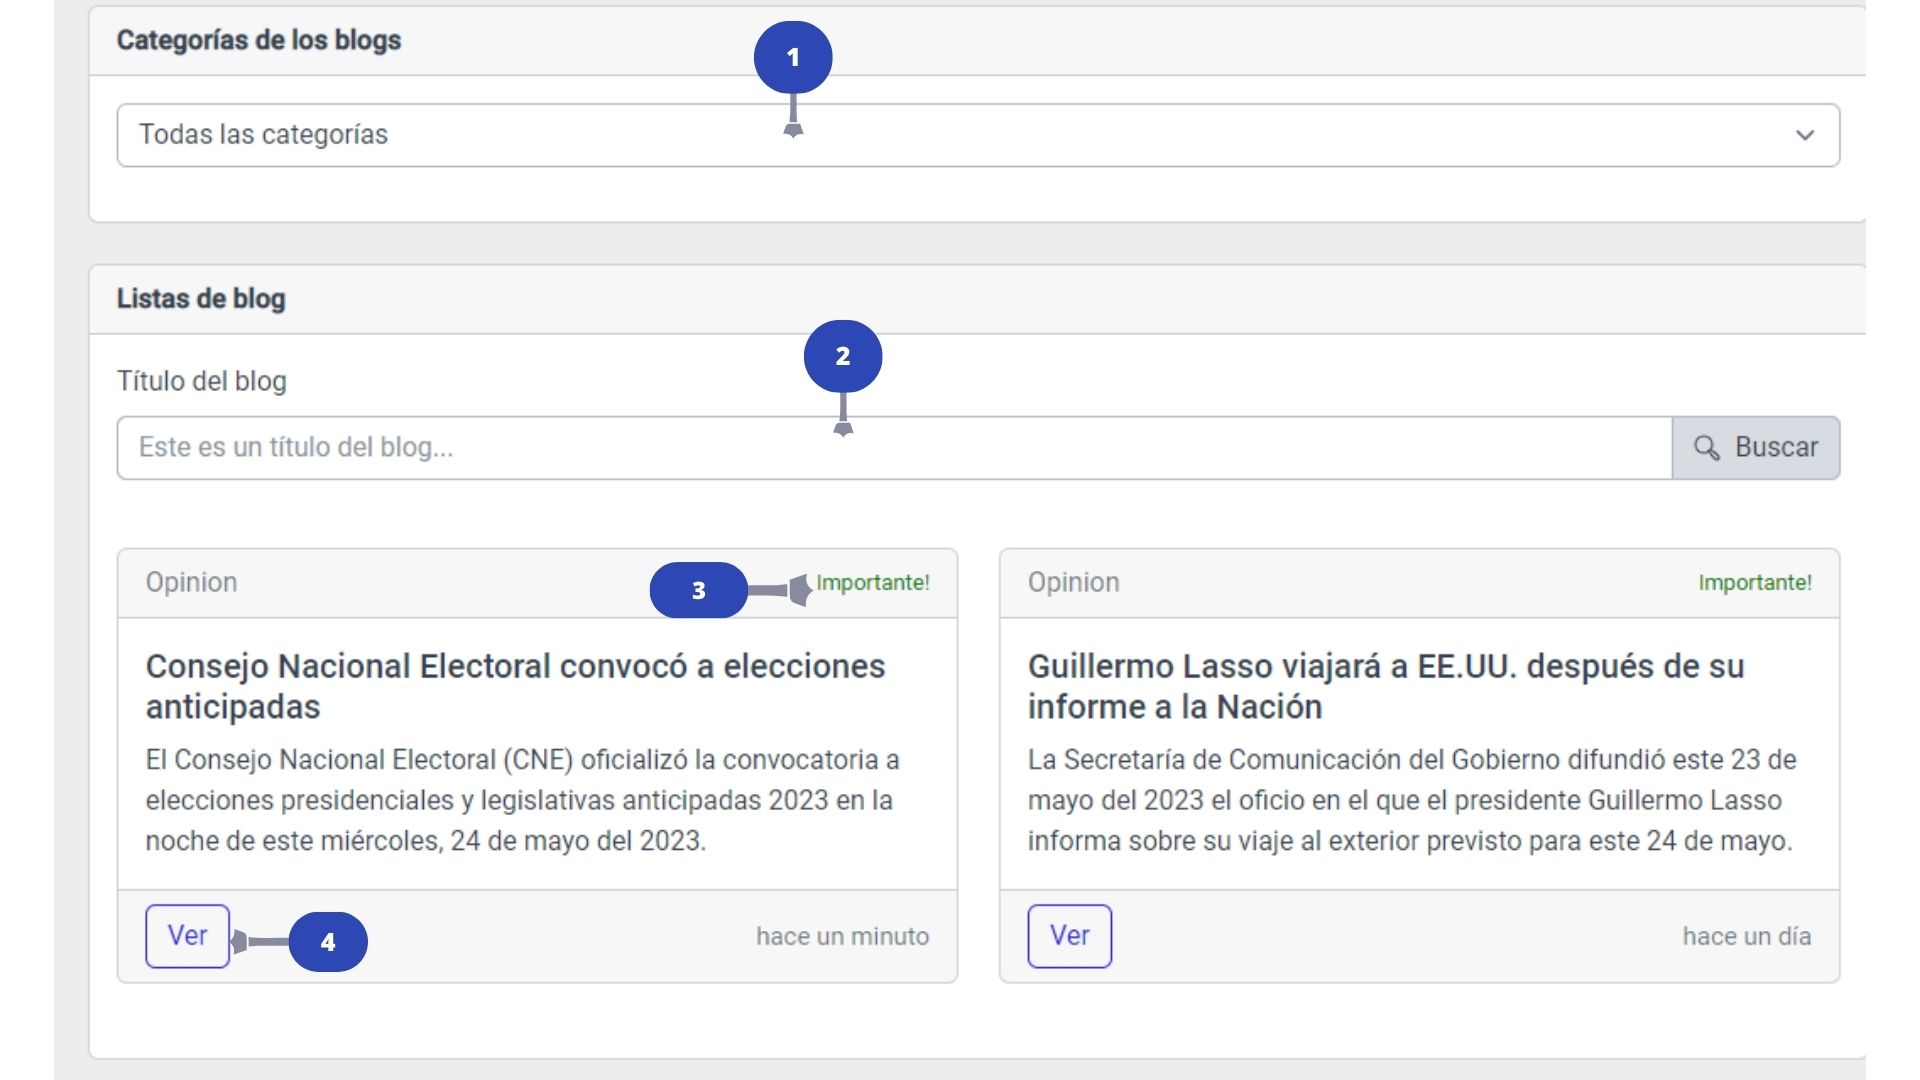 Categorías de los blogs
1
Todas las categorías
Listas de blog
2
Título del blog
Este es un título del blog...
Buscar
Opinion
3
Importante!
Consejo Nacional Electoral convocó a elecciones
anticipadas
El Consejo Nacional Electoral (CNE) oficializó la convocatoria a
elecciones presidenciales y legislativas anticipadas 2023 en la
noche de este miércoles, 24 de mayo del 2023.
Ver
4
hace un minuto
Opinion
Importante!
Guillermo Lasso viajará a EE.UU. después de su
informe a la Nación
La Secretaría de Comunicación del Gobierno difundió este 23 de
mayo del 2023 el oficio en el que el presidente Guillermo Lasso
informa sobre su viaje al exterior previsto para este 24 de mayo.
Ver
hace un día